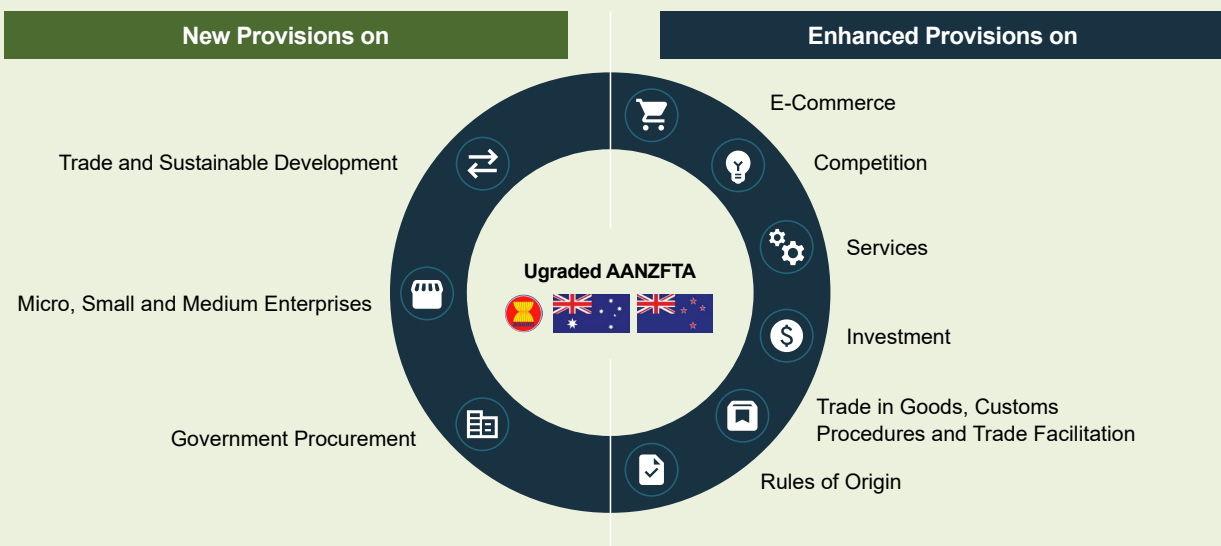 New Provisions on
Enhanced Provisions on
Trade and Sustainable Development
Micro, Small and Medium Enterprises
Government Procurement
Ugraded AANZFTA
E-Commerce
Competition
Services
Investment
Trade in Goods, Customs
Procedures and Trade Facilitation
Rules of Origin